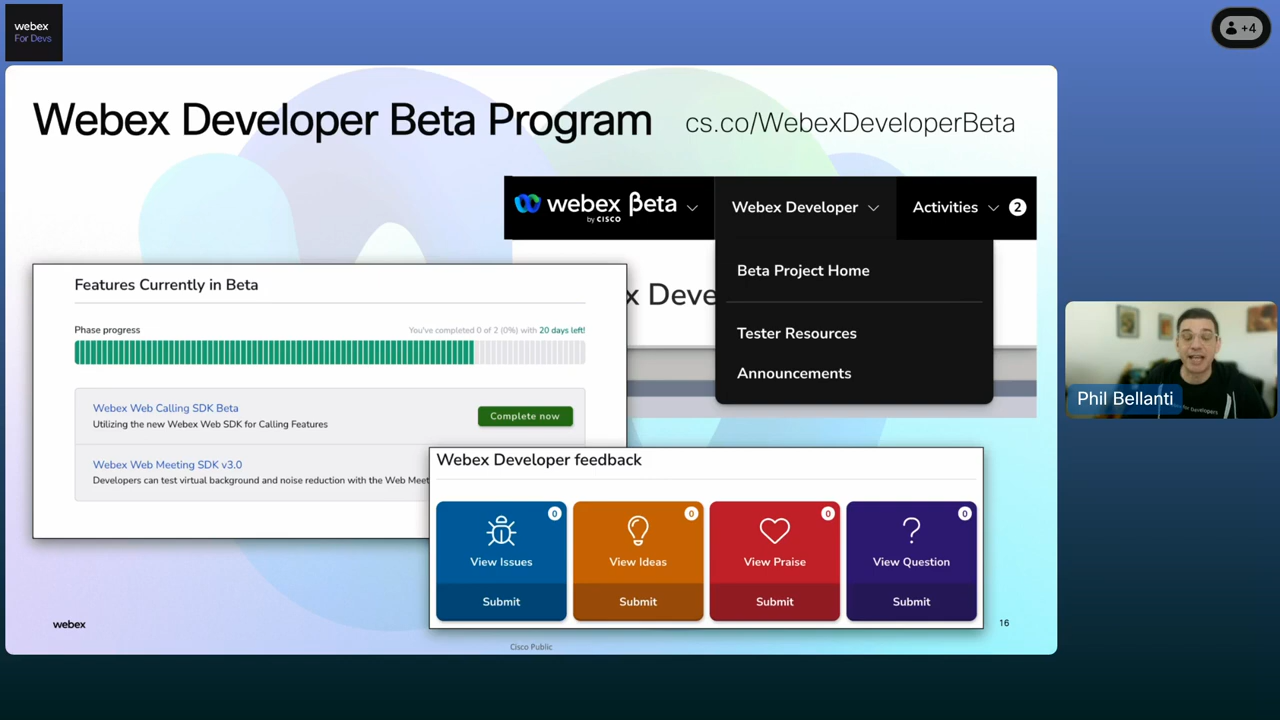 webex
For Devs
+4
Webex Developer Beta Program
cs.co/WebexDeveloperBeta
webex βeta
by CISCO
Webex Developer
Activities
2
Beta Project Home
x Deve
Tester Resources
Announcements
Features Currently in Beta
Phase progress
You've completed 0 of 2 (0%) with 20 days left!
Webex Web Calling SDK Beta
Utilizing the new Webex Web SDK for Calling Features
Complete now
Webex Web Meeting SDK v3.0
Developers can test virtual background and noise reduction with the Web Meet
Webex Developer feedback
0
View Issues
Submit
0
View Ideas
Submit
0
View Praise
Submit
0
View Question
Submit
webex
16
Cisco Public
for Developers
Phil Bellanti